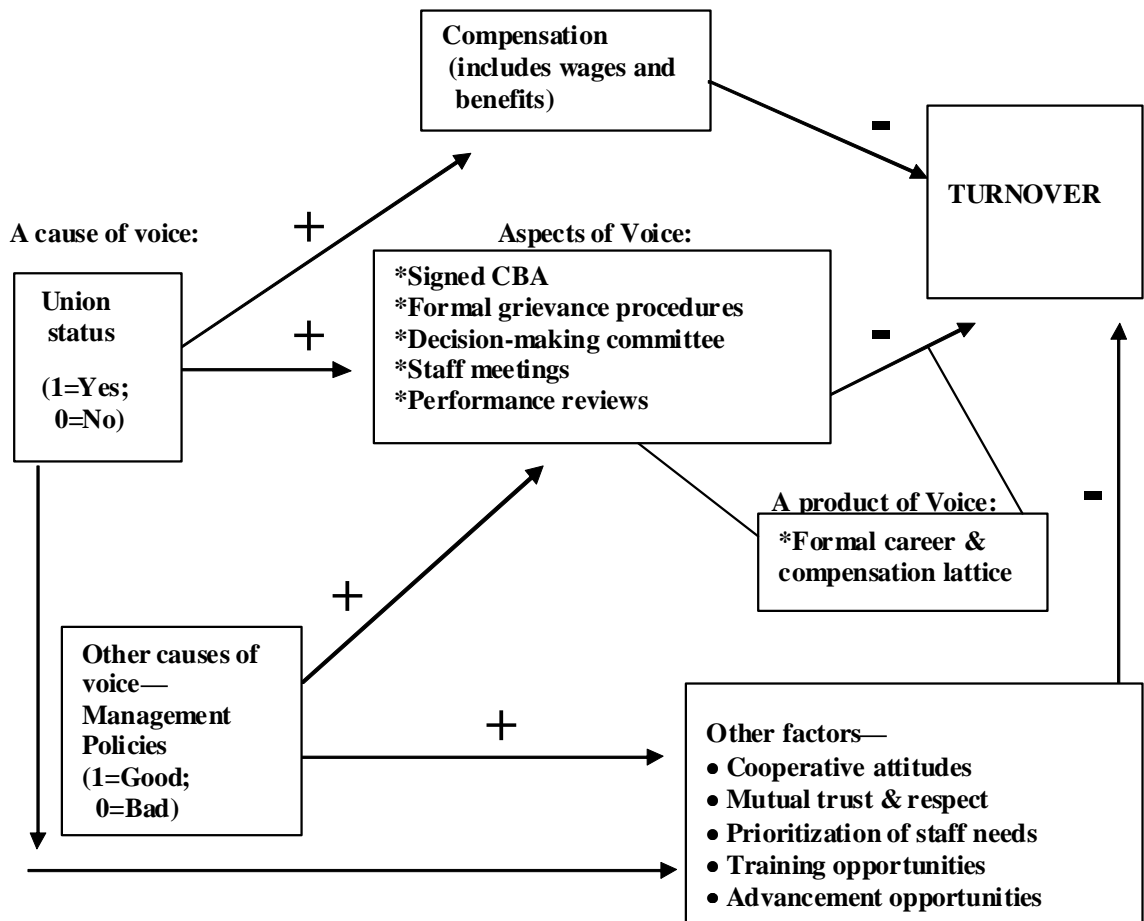 Compensation
(includes wages and
benefits)
-
TURNOVER
A cause of voice:
+
Aspects of Voice:
Union
status
(1=Yes;
0=No)
+
*Signed CBA
*Formal grievance procedures
*Decision-making committee
*Staff meetings
*Performance reviews
-
A product of Voice:
*Formal career &
compensation lattice
-
+
Other causes of
voice—
Management
Policies
(1=Good;
0=Bad)
+
Other factors—
• Cooperative attitudes
• Mutual trust & respect
• Prioritization of staff needs
• Training opportunities
• Advancement opportunities